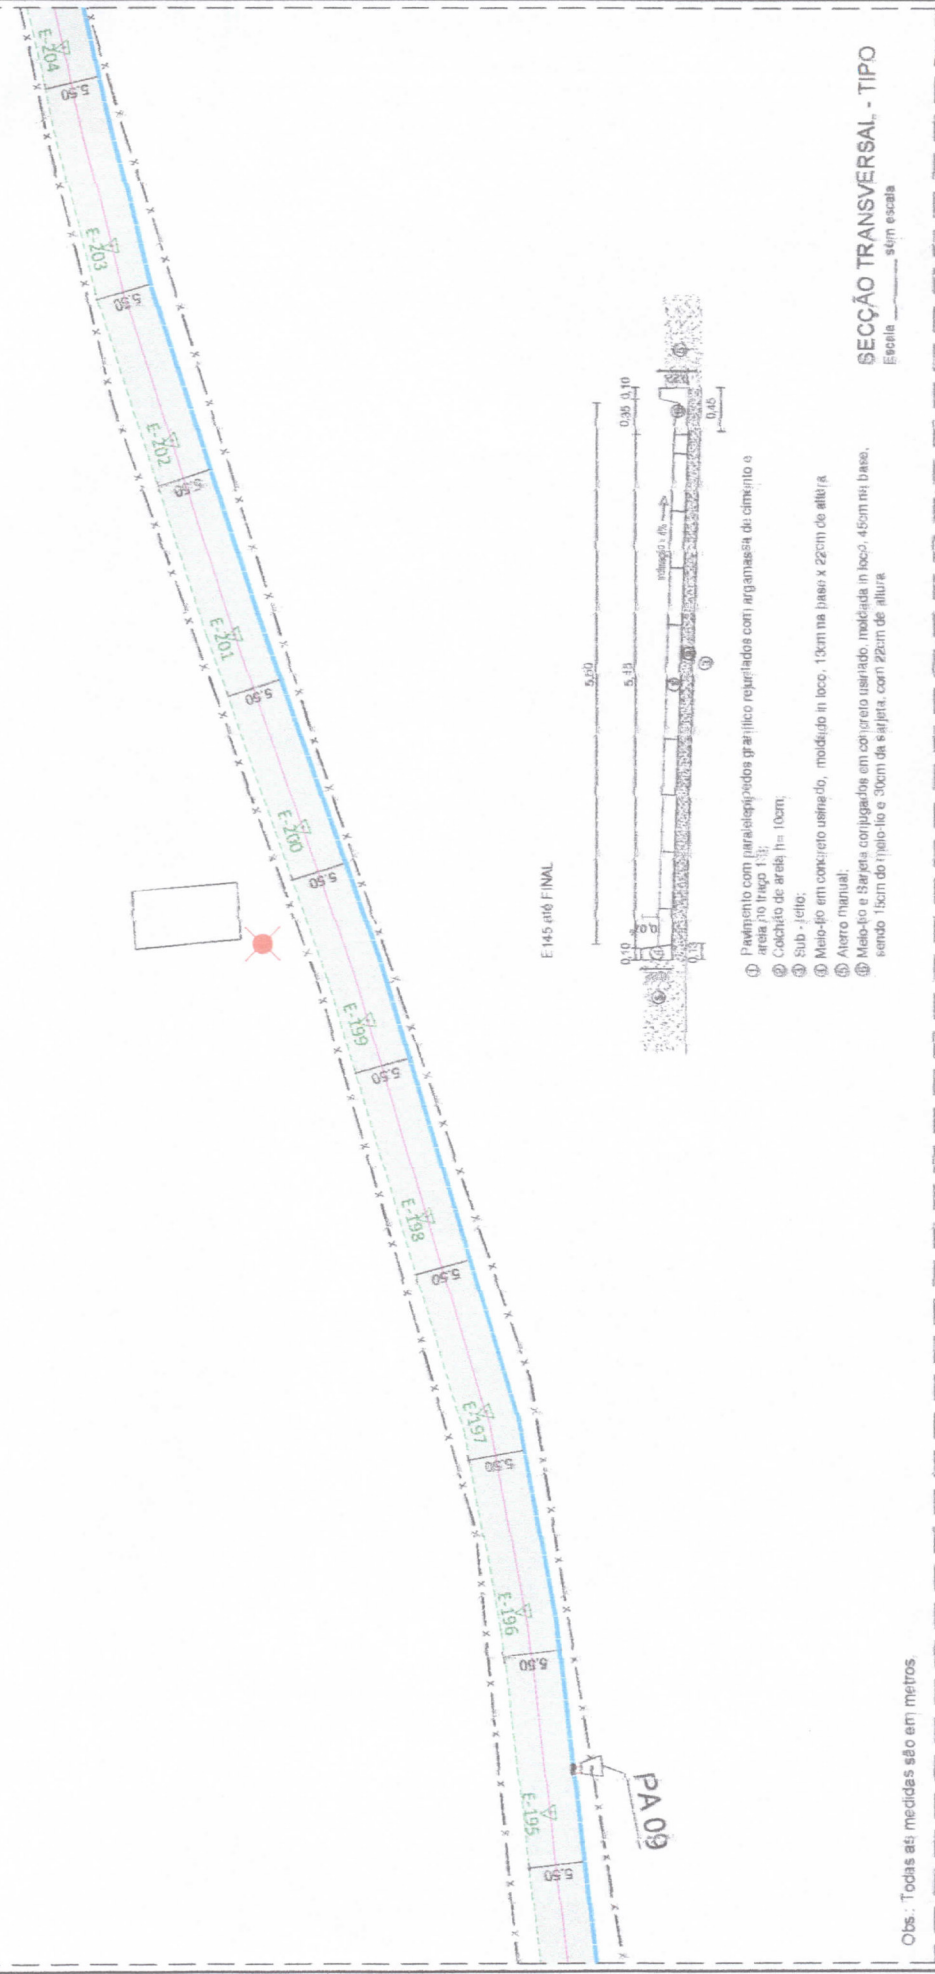 E-204
5.50
E-203
5.50
E-202
5.50
E-201
5.50
E-200
5.50
E-199
5.50
E-198
5.50
E-197
5.50
E-196
5.50
E-195
5.50
PA 09
E 145 até FINAL
5,50
5,15
0,10
0,35 0,10
0,13
0,45
① Pavimento com paralelepípedos granítico rejuntados com argamassa de cimento e
areia no traço 1:3;
② Colchão de areia h= 10cm;
③ Sub - leito;
④ Meio-fio em concreto usinado, moldado in loco, 13cm na base x 22cm de altura
⑤ Aterro manual;
⑥ Meio-fio e Sarjeta conjugados em concreto usinado, moldada in loco, 45cm na base,
sendo 15cm do meio-fio e 30cm da sarjeta, com 22cm de altura
SECÇÃO TRANSVERSAL - TIPO
Escala ______ sem escala
Obs.: Todas as medidas são em metros.